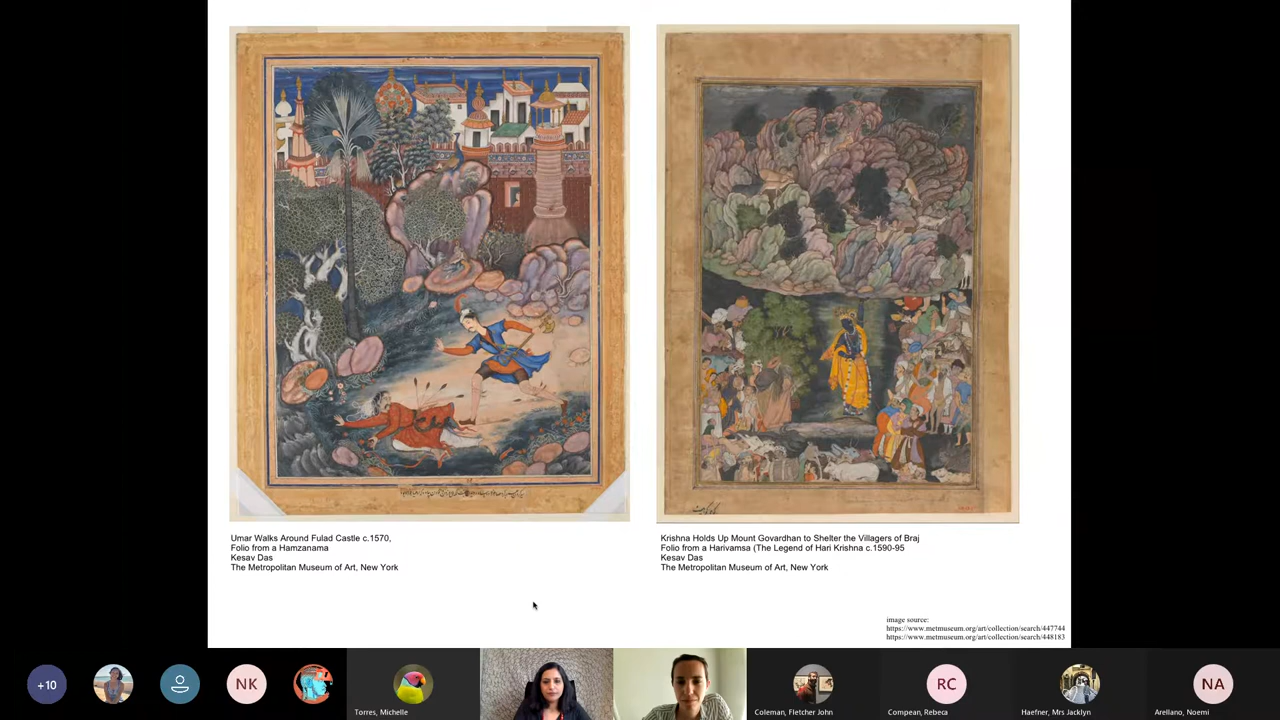 Umar Walks Around Fulad Castle c.1570,
Folio from a Hamzanama
Kesav Das
The Metropolitan Museum of Art, New York
Krishna Holds Up Mount Govardhan to Shelter the Villagers of Braj
Folio from a Harivamsa (The Legend of Hari Krishna c.1590-95
Kesav Das
The Metropolitan Museum of Art, New York
image source:
https://www.metmuseum.org/art/collection/search/447744
https://www.metmuseum.org/art/collection/search/448183
+10
NK
Torres, Michelle
Coleman, Fletcher John
RC
Compean, Rebeca
Haefner, Mrs Jacklyn
NA
Arellano, Noemi